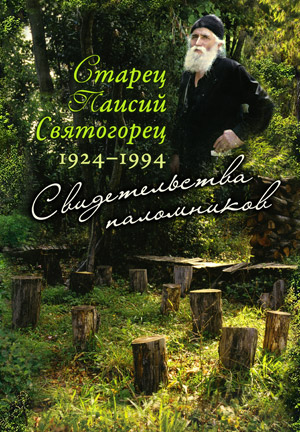 Старец
Паисий
Святогорец
1924–1994
Свидетельства
паломников